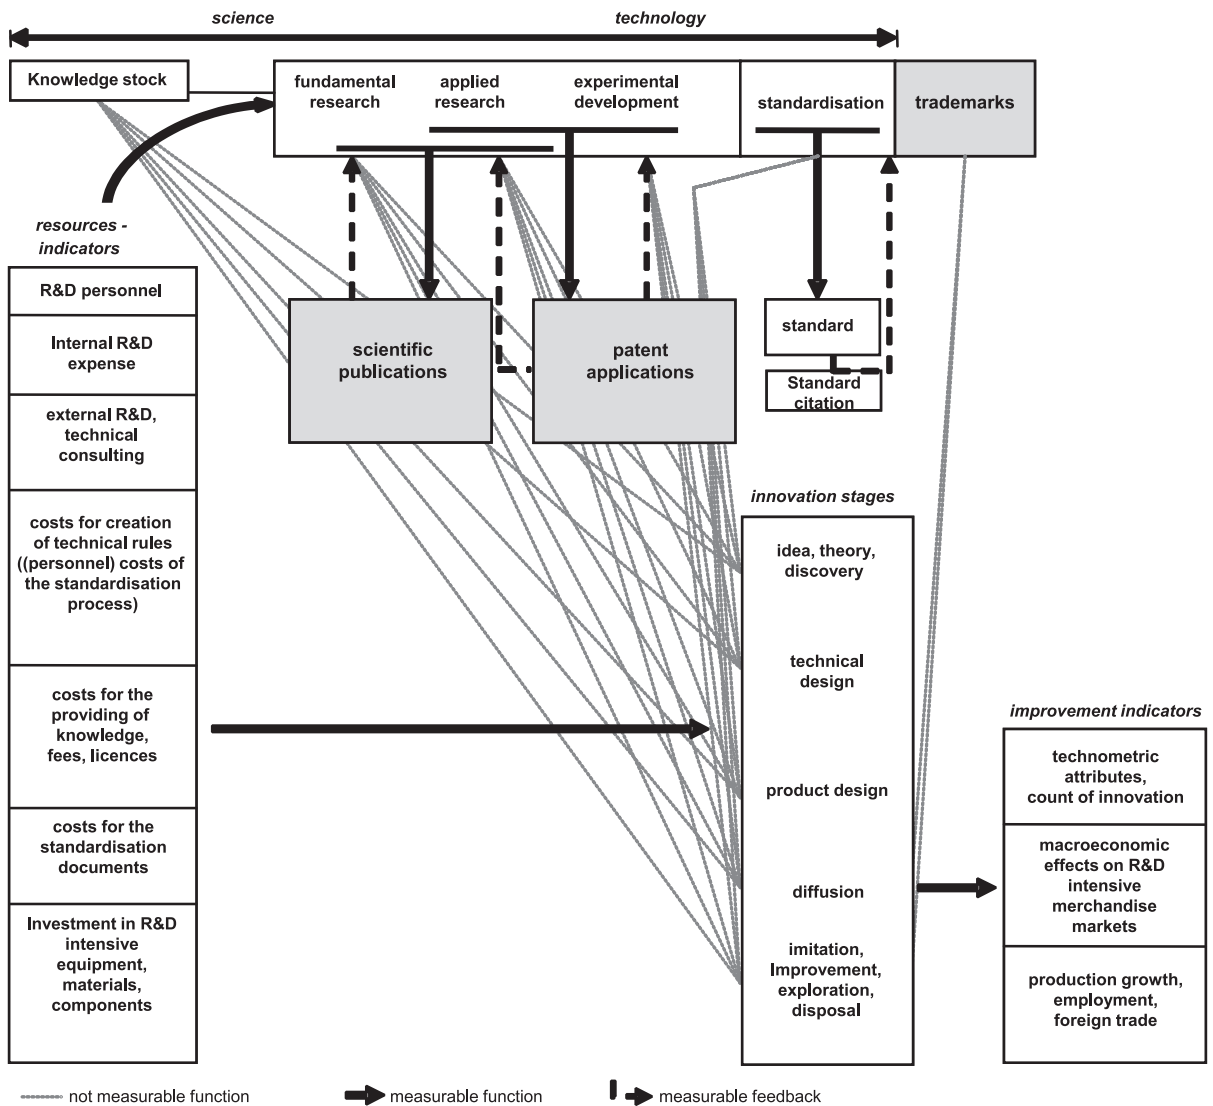 science
technology
Knowledge stock
fundamental
research
applied
research
experimental
development
standardisation
trademarks
resources -
indicators
R&D personnel
Internal R&D
expense
external R&D,
technical
consulting
costs for creation
of technical rules
((personnel) costs of
the standardisation
process)
costs for the
providing of
knowledge,
fees, licences
costs for the
standardisation
documents
Investment in R&D
intensive
equipment,
materials,
components
scientific
publications
patent
applications
standard
Standard
citation
innovation stages
idea, theory,
discovery
technical
design
product design
diffusion
imitation,
Improvement,
exploration,
disposal
improvement indicators
technometric
attributes,
count of innovation
macroeconomic
effects on R&D
intensive
merchandise
markets
production growth,
employment,
foreign trade
not measurable function
measurable function
measurable feedback